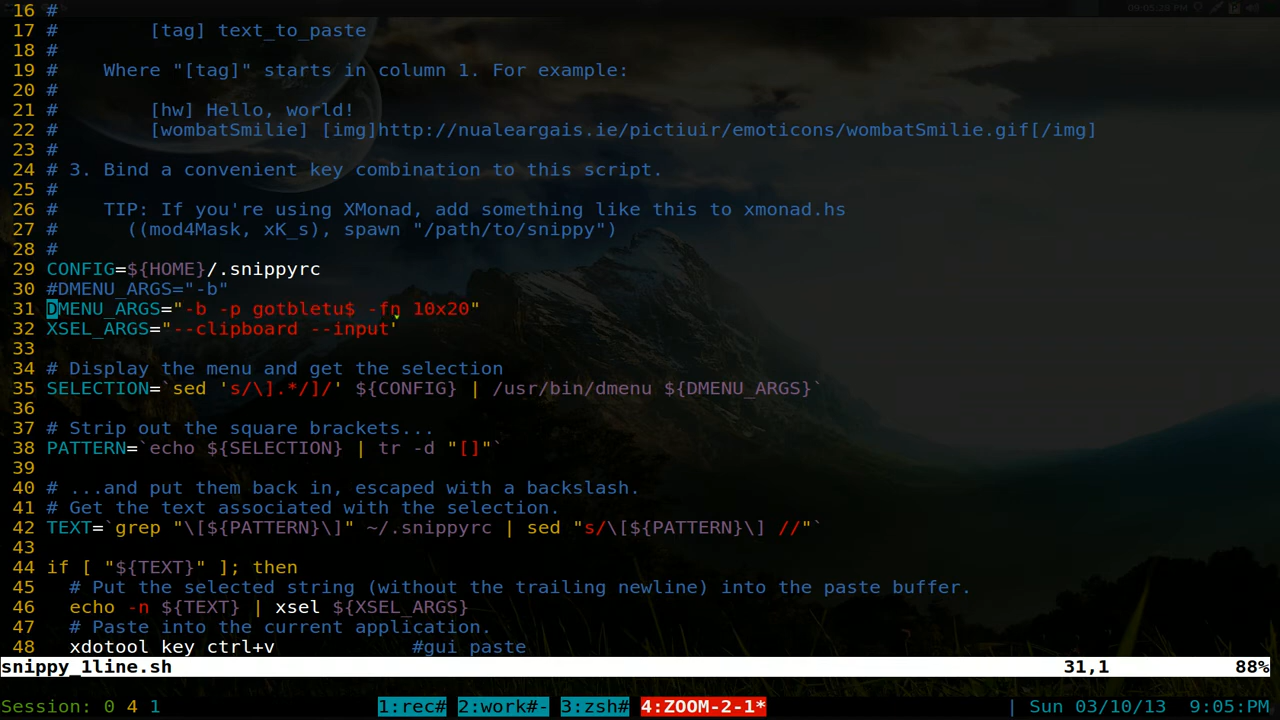 09:05:29 PM
16 #
17 #        [tag] text_to_paste
18 #
19 #    Where "[tag]" starts in column 1. For example:
20 #
21 #        [hw] Hello, world!
22 #        [wombatSmilie] [img]http://nualeargais.ie/pictiuir/emoticons/wombatSmilie.gif[/img]
23 #
24 # 3. Bind a convenient key combination to this script.
25 #
26 #    TIP: If you're using XMonad, add something like this to xmonad.hs
27 #      ((mod4Mask, xK_s), spawn "/path/to/snippy")
28 #
29 CONFIG=${HOME}/.snippyrc
30 #DMENU_ARGS="-b"
31 DMENU_ARGS="-b -p gotbletu$ -fn 10x20"
32 XSEL_ARGS="--clipboard --input"
33
34 # Display the menu and get the selection
35 SELECTION=`sed 's/\].*/]/' ${CONFIG} | /usr/bin/dmenu ${DMENU_ARGS}`
36
37 # Strip out the square brackets...
38 PATTERN=`echo ${SELECTION} | tr -d "[]"`
39
40 # ...and put them back in, escaped with a backslash.
41 # Get the text associated with the selection.
42 TEXT=`grep "\[${PATTERN}\]" ~/.snippyrc | sed "s/\[${PATTERN}\] //"`
43
44 if [ "${TEXT}" ]; then
45   # Put the selected string (without the trailing newline) into the paste buffer.
46   echo -n ${TEXT} | xsel ${XSEL_ARGS}
47   # Paste into the current application.
48   xdotool key ctrl+v            #gui paste
snippy_1line.sh 31,1 88%
Session: 0 4 1 1:rec# 2:work#- 3:zsh# 4:ZOOM-2-1* | Sun 03/10/13 9:05:PM